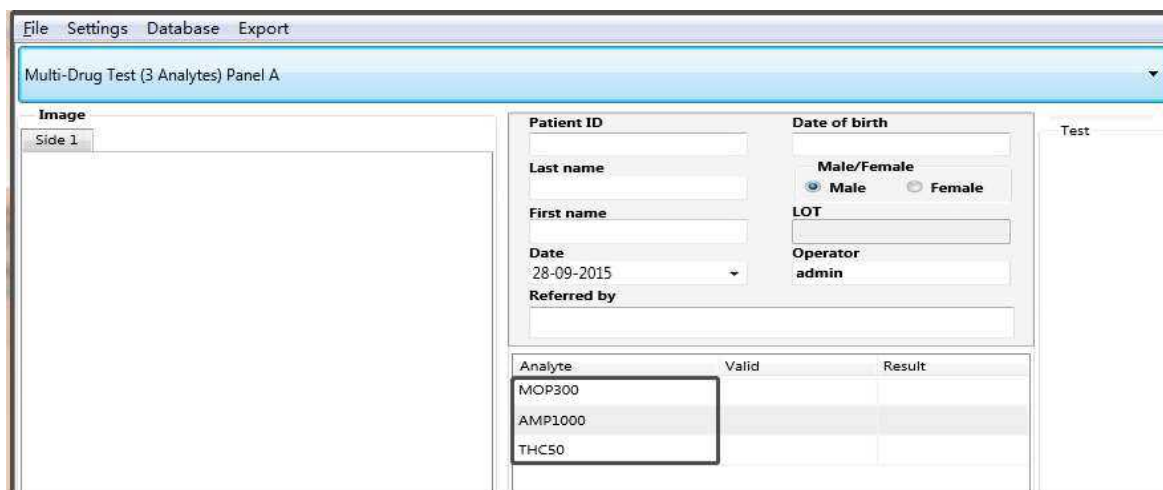 File Settings Database Export
Multi-Drug Test (3 Analytes) Panel A
Image
Side 1
Patient ID
Date of birth
Last name
Male/Female
Male Female
First name
LOT
Date
28-09-2015
Operator
admin
Referred by
Test
Analyte Valid Result
MOP300
AMP1000
THC50